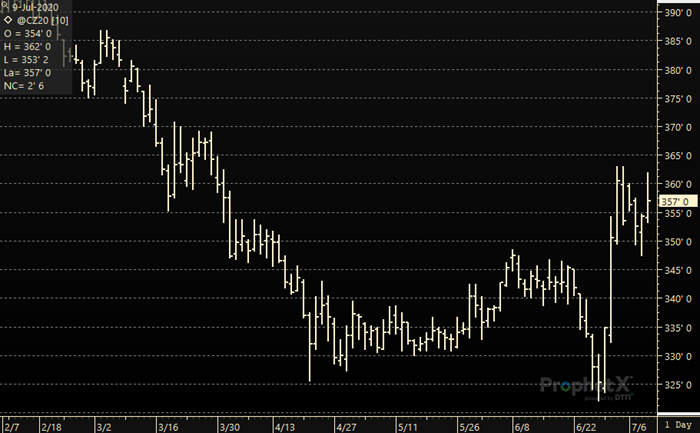 9-Jul-2020
@CZ20 [10]
O = 354' 0
H = 362' 0
L = 353' 2
La= 357' 0
NC= 2' 6
390' 0
385' 0
380' 0
375' 0
370' 0
365' 0
360' 0
357' 0
355' 0
350' 0
345' 0
340' 0
335' 0
330' 0
325' 0
ProphetX
powered by DTN
2/7 2/18 3/2 3/16 3/30 4/13 4/27 5/11 5/26 6/8 6/22 7/6 1 Day